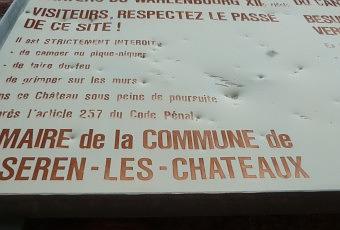 WARLENBOURG XII
-VISITEURS, RESPECTEZ LE PASSE
DE CE SITE !
Il est STRICTEMENT INTERDIT:
- de camper ou pique-niquer
- de faire du feu
- de grimper sur les murs
ce Château sous peine de poursuite
l'article 257 du Code Pénal
MAIRE de la COMMUNE de
SEREN-LES-CHATEAUX